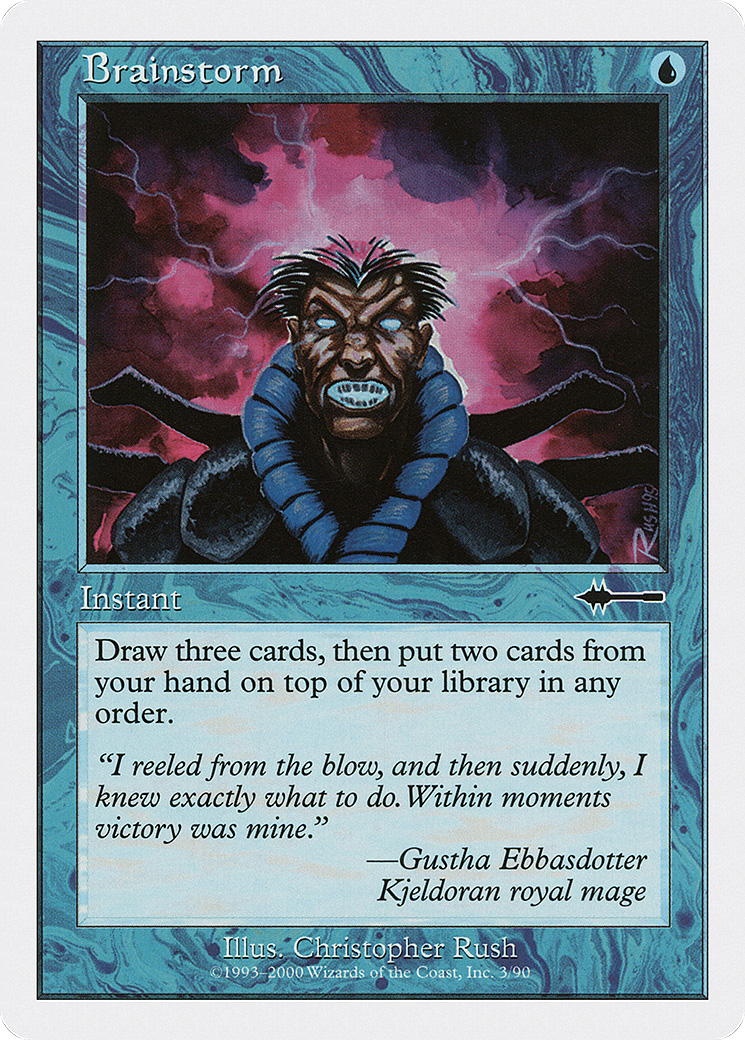 Brainstorm
RUSH95
Instant
Draw three cards, then put two cards from
your hand on top of your library in any
order.
“I reeled from the blow, and then suddenly, I
knew exactly what to do. Within moments
victory was mine.”
—Gustha Ebbasdotter
Kjeldoran royal mage
Illus. Christopher Rush
©1993–2000 Wizards of the Coast, Inc. 3/90